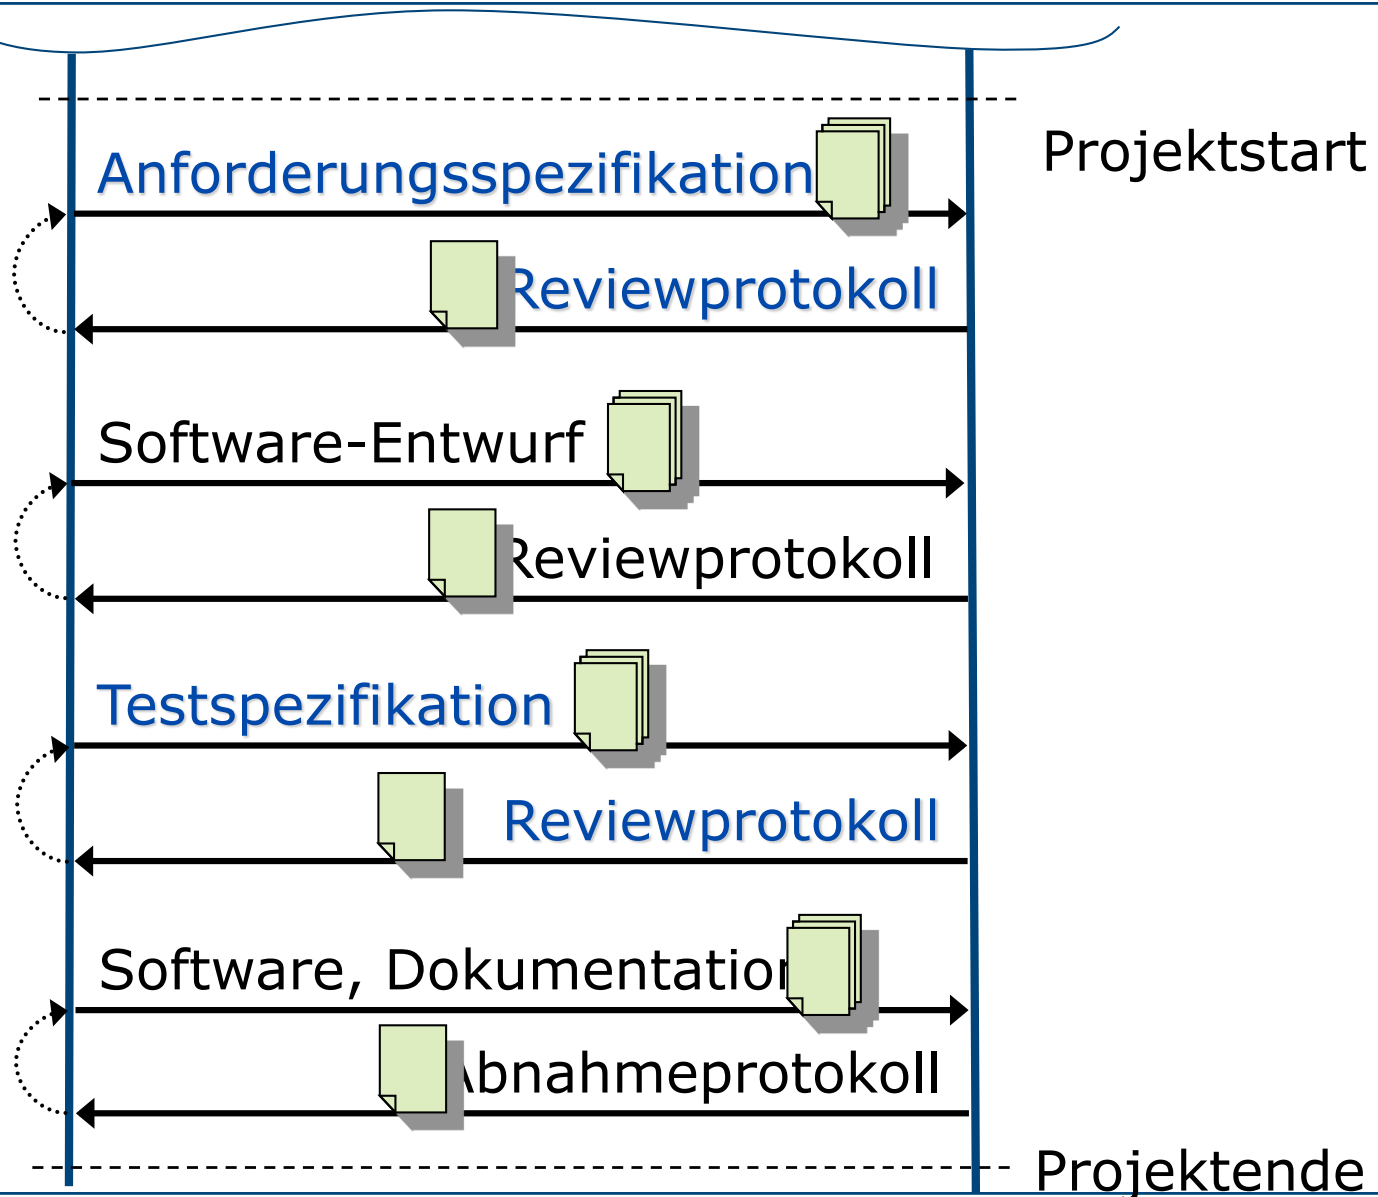 Projektstart
Anforderungsspezifikation
Reviewprotokoll
Software-Entwurf
Reviewprotokoll
Testspezifikation
Reviewprotokoll
Software, Dokumentation
Abnahmeprotokoll
Projektende